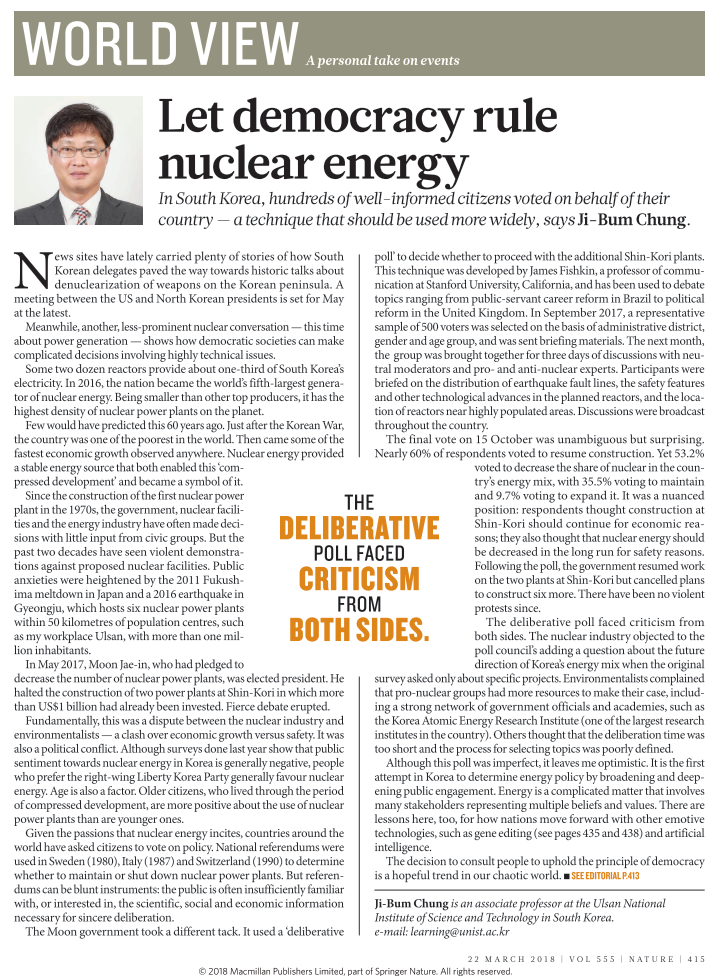 WORLD VIEW A personal take on events
Let democracy rule
nuclear energy
In South Korea, hundreds of well-informed citizens voted on behalf of their
country — a technique that should be used more widely, says Ji-Bum Chung.
News sites have lately carried plenty of stories of how South
Korean delegates paved the way towards historic talks about
denuclearization of weapons on the Korean peninsula. A
meeting between the US and North Korean presidents is set for May
at the latest.
Meanwhile, another, less-prominent nuclear conversation — this time
about power generation — shows how democratic societies can make
complicated decisions involving highly technical issues.
Some two dozen reactors provide about one-third of South Korea's
electricity. In 2016, the nation became the world's fifth-largest genera-
tor of nuclear energy. Being smaller than other top producers, it has the
highest density of nuclear power plants on the planet.
Few would have predicted this 60 years ago. Just after the Korean War,
the country was one of the poorest in the world. Then came some of the
fastest economic growth observed anywhere. Nuclear energy provided
a stable energy source that both enabled this 'com-
pressed development' and became a symbol of it.
Since the construction of the first nuclear power
plant in the 1970s, the government, nuclear facili-
ties and the energy industry have often made deci-
sions with little input from civic groups. But the
past two decades have seen violent demonstra-
tions against proposed nuclear facilities. Public
anxieties were heightened by the 2011 Fukush-
ima meltdown in Japan and a 2016 earthquake in
Gyeongju, which hosts six nuclear power plants
within 50 kilometres of population centres, such
as my workplace Ulsan, with more than one mil-
lion inhabitants.
In May 2017, Moon Jae-in, who had pledged to
decrease the number of nuclear power plants, was elected president. He
halted the construction of two power plants at Shin-Kori in which more
than US$1 billion had already been invested. Fierce debate erupted.
Fundamentally, this was a dispute between the nuclear industry and
environmentalists — a clash over economic growth versus safety. It was
also a political conflict. Although surveys done last year show that public
sentiment towards nuclear energy in Korea is generally negative, people
who prefer the right-wing Liberty Korea Party generally favour nuclear
energy. Age is also a factor. Older citizens, who lived through the period
of compressed development, are more positive about the use of nuclear
power plants than are younger ones.
Given the passions that nuclear energy incites, countries around the
world have asked citizens to vote on policy. National referendums were
used in Sweden (1980), Italy (1987) and Switzerland (1990) to determine
whether to maintain or shut down nuclear power plants. But referen-
dums can be blunt instruments: the public is often insufficiently familiar
with, or interested in, the scientific, social and economic information
necessary for sincere deliberation.
The Moon government took a different tack. It used a 'deliberative
THE
DELIBERATIVE
POLL FACED
CRITICISM
FROM
BOTH SIDES.
poll' to decide whether to proceed with the additional Shin-Kori plants.
This technique was developed by James Fishkin, a professor of commu-
nication at Stanford University, California, and has been used to debate
topics ranging from public-servant career reform in Brazil to political
reform in the United Kingdom. In September 2017, a representative
sample of 500 voters was selected on the basis of administrative district,
gender and age group, and was sent briefing materials. The next month,
the group was brought together for three days of discussions with neu-
tral moderators and pro- and anti-nuclear experts. Participants were
briefed on the distribution of earthquake fault lines, the safety features
and other technological advances in the planned reactors, and the loca-
tion of reactors near highly populated areas. Discussions were broadcast
throughout the country.
The final vote on 15 October was unambiguous but surprising.
Nearly 60% of respondents voted to resume construction. Yet 53.2%
voted to decrease the share of nuclear in the coun-
try's energy mix, with 35.5% voting to maintain
and 9.7% voting to expand it. It was a nuanced
position: respondents thought construction at
Shin-Kori should continue for economic rea-
sons; they also thought that nuclear energy should
be decreased in the long run for safety reasons.
Following the poll, the government resumed work
on the two plants at Shin-Kori but cancelled plans
to construct six more. There have been no violent
protests since.
The deliberative poll faced criticism from
both sides. The nuclear industry objected to the
poll council's adding a question about the future
direction of Korea's energy mix when the original
survey asked only about specific projects. Environmentalists complained
that pro-nuclear groups had more resources to make their case, includ-
ing a strong network of government officials and academies, such as
the Korea Atomic Energy Research Institute (one of the largest research
institutes in the country). Others thought that the deliberation time was
too short and the process for selecting topics was poorly defined.
Although this poll was imperfect, it leaves me optimistic. It is the first
attempt in Korea to determine energy policy by broadening and deep-
ening public engagement. Energy is a complicated matter that involves
many stakeholders representing multiple beliefs and values. There are
lessons here, too, for how nations move forward with other emotive
technologies, such as gene editing (see pages 435 and 438) and artificial
intelligence.
The decision to consult people to uphold the principle of democracy
is a hopeful trend in our chaotic world. ■ SEE EDITORIAL P.413
Ji-Bum Chung is an associate professor at the Ulsan National
Institute of Science and Technology in South Korea.
e-mail: learning@unist.ac.kr
22 MARCH 2018 | VOL 555 | NATURE | 415
© 2018 Macmillan Publishers Limited, part of Springer Nature. All rights reserved.